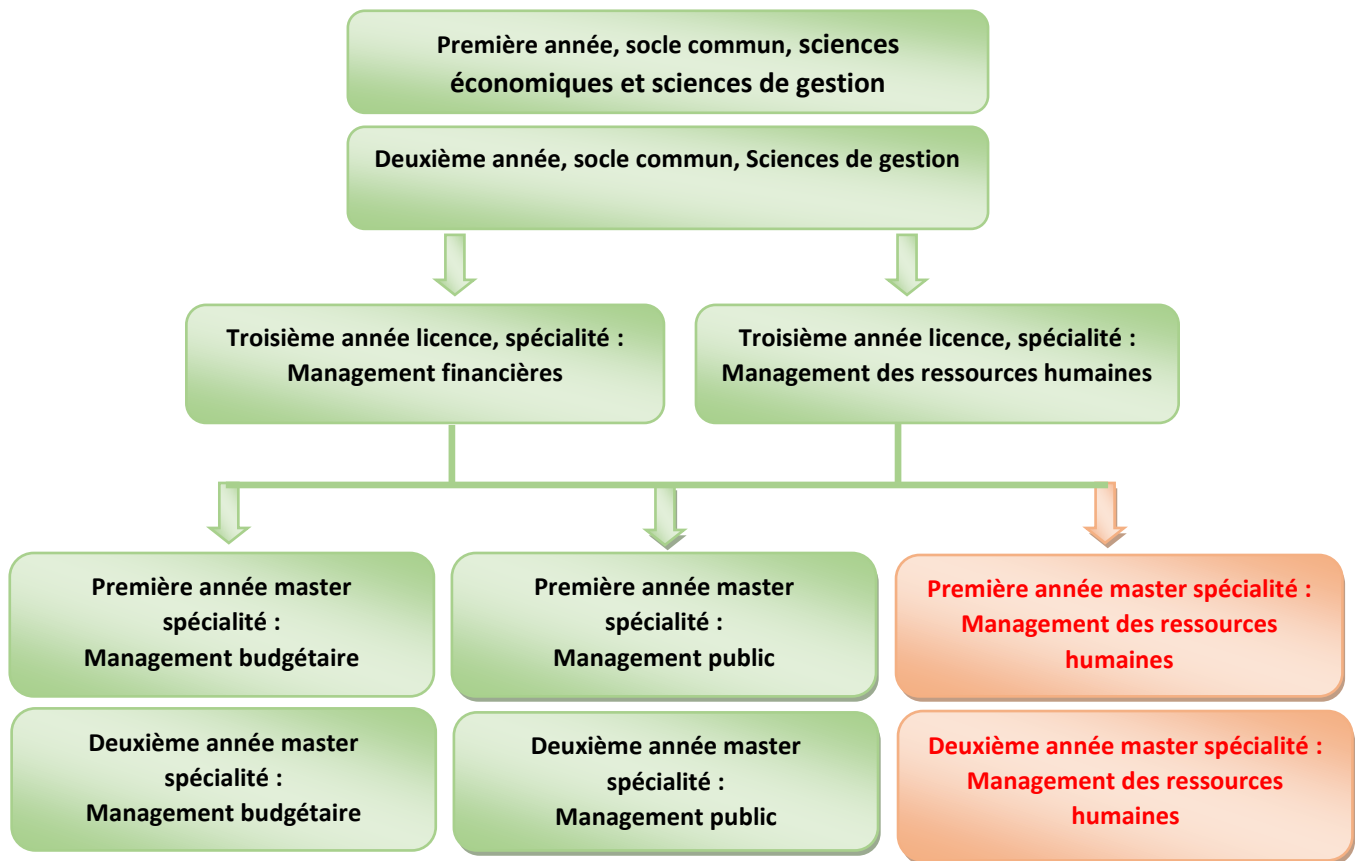 Première année, socle commun, sciences
économiques et sciences de gestion
Deuxième année, socle commun, Sciences de gestion
Troisième année licence, spécialité :
Management financières
Troisième année licence, spécialité :
Management des ressources humaines
Première année master
spécialité :
Management budgétaire
Première année master
spécialité :
Management public
Première année master spécialité :
Management des ressources
humaines
Deuxième année master
spécialité :
Management budgétaire
Deuxième année master
spécialité :
Management public
Deuxième année master spécialité :
Management des ressources
humaines